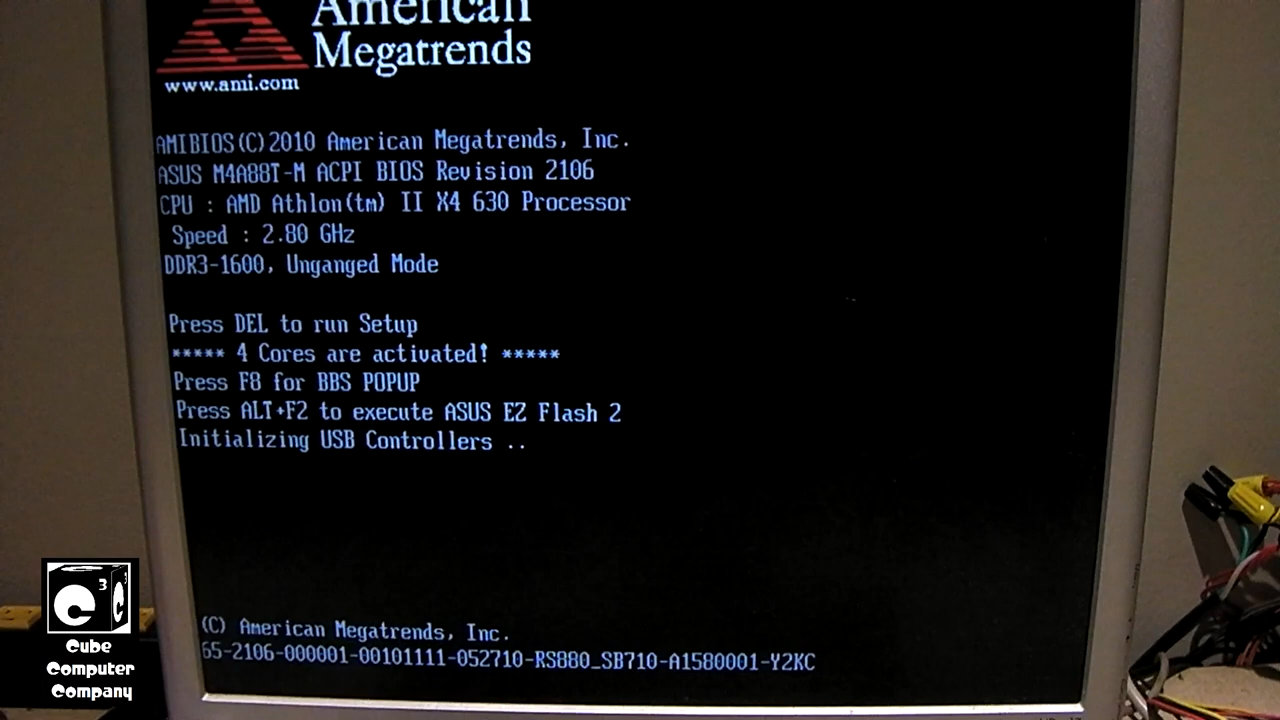 American
Megatrends
www.ami.com
AMIBIOS(C)2010 American Megatrends, Inc.
ASUS M4A88T-M ACPI BIOS Revision 2106
CPU : AMD Athlon(tm) II X4 630 Processor
Speed : 2.80 GHz
DDR3-1600, Unganged Mode
Press DEL to run Setup
***** 4 Cores are activated! *****
Press F8 for BBS POPUP
Press ALT+F2 to execute ASUS EZ Flash 2
Initializing USB Controllers ..
(C) American Megatrends, Inc.
65-2106-000001-00101111-052710-RS880_SB710-A1580001-Y2KC
C 3 C
Cube
Computer
Company